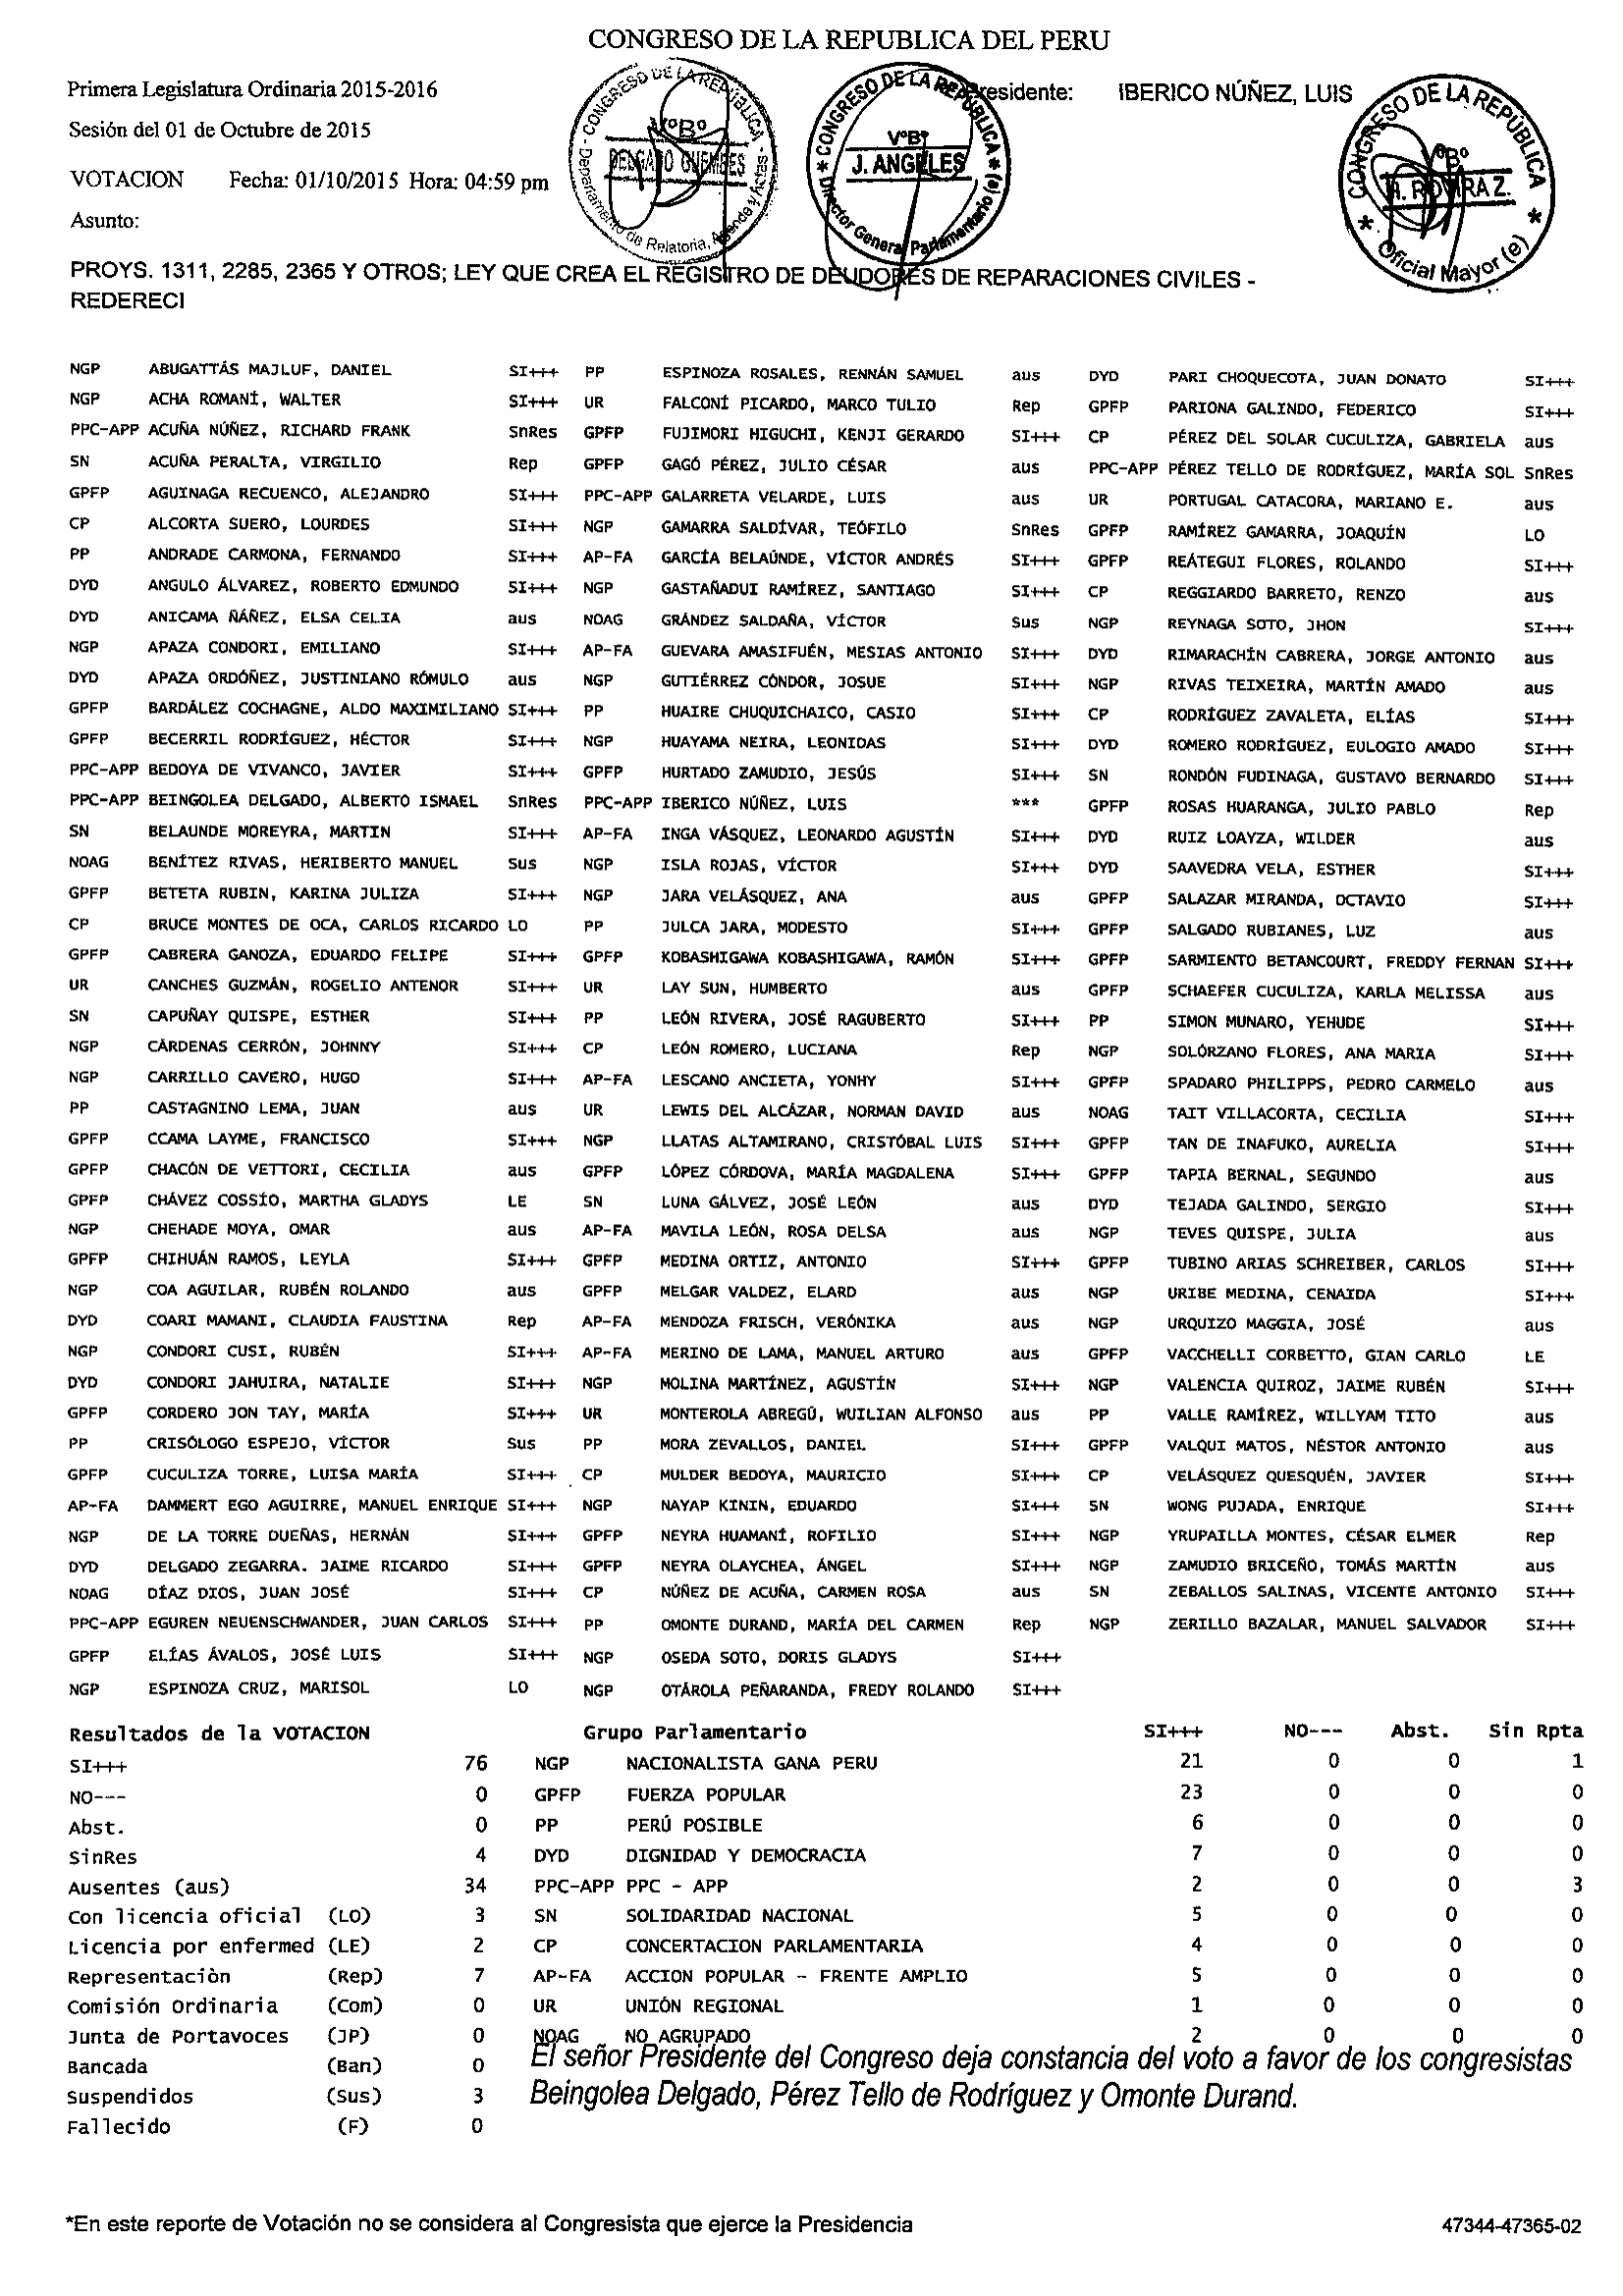 CONGRESO DE LA REPUBLICA DEL PERU
Primera Legislatura Ordinaria 2015-2016
residente: IBERICO NÚÑEZ, LUIS
Sesión del 01 de Octubre de 2015
VOTACION Fecha: 01/10/2015 Hora: 04:59 pm
Asunto:
CONGRESO DE LA REPÚBLICA - Departamento de Relatoria, Agenda y Actas -
VºBº
DELGADO GUEMBES
CONGRESO DE LA REPÚBLICA * Director General Parlamentario (e) *
VºBº
J. ANGELES
CONGRESO DE LA REPÚBLICA * Oficial Mayor (e) *
VºBº
H. ROVIRA Z.
PROYS. 1311, 2285, 2365 Y OTROS; LEY QUE CREA EL REGISTRO DE DEUDORES DE REPARACIONES CIVILES -
REDERECI
NGP ABUGATTÁS MAJLUF, DANIEL SI+++ PP ESPINOZA ROSALES, RENNÁN SAMUEL aus DYD PARI CHOQUECOTA, JUAN DONATO SI+++
NGP ACHA ROMANÍ, WALTER SI+++ UR FALCONÍ PICARDO, MARCO TULIO Rep GPFP PARIONA GALINDO, FEDERICO SI+++
PPC-APP ACUÑA NÚÑEZ, RICHARD FRANK SnRes GPFP FUJIMORI HIGUCHI, KENJI GERARDO SI+++ CP PÉREZ DEL SOLAR CUCULIZA, GABRIELA aus
SN ACUÑA PERALTA, VIRGILIO Rep GPFP GAGÓ PÉREZ, JULIO CÉSAR aus PPC-APP PÉREZ TELLO DE RODRÍGUEZ, MARÍA SOL SnRes
GPFP AGUINAGA RECUENCO, ALEJANDRO SI+++ PPC-APP GALARRETA VELARDE, LUIS aus UR PORTUGAL CATACORA, MARIANO E. aus
CP ALCORTA SUERO, LOURDES SI+++ NGP GAMARRA SALDÍVAR, TEÓFILO SnRes GPFP RAMÍREZ GAMARRA, JOAQUÍN LO
PP ANDRADE CARMONA, FERNANDO SI+++ AP-FA GARCÍA BELAÚNDE, VÍCTOR ANDRÉS SI+++ GPFP REÁTEGUI FLORES, ROLANDO SI+++
DYD ANGULO ÁLVAREZ, ROBERTO EDMUNDO SI+++ NGP GASTAÑADUI RAMÍREZ, SANTIAGO SI+++ CP REGGIARDO BARRETO, RENZO aus
DYD ANICAMA ÑÁÑEZ, ELSA CELIA aus NOAG GRÁNDEZ SALDAÑA, VÍCTOR Sus NGP REYNAGA SOTO, JHON SI+++
NGP APAZA CONDORI, EMILIANO SI+++ AP-FA GUEVARA AMASIFUÉN, MESIAS ANTONIO SI+++ DYD RIMARACHÍN CABRERA, JORGE ANTONIO aus
DYD APAZA ORDÓÑEZ, JUSTINIANO RÓMULO aus NGP GUTIÉRREZ CÓNDOR, JOSUE SI+++ NGP RIVAS TEIXEIRA, MARTÍN AMADO aus
GPFP BARDÁLEZ COCHAGNE, ALDO MAXIMILIANO SI+++ PP HUAIRE CHUQUICHAICO, CASIO SI+++ CP RODRÍGUEZ ZAVALETA, ELÍAS SI+++
GPFP BECERRIL RODRÍGUEZ, HÉCTOR SI+++ NGP HUAYAMA NEIRA, LEONIDAS SI+++ DYD ROMERO RODRÍGUEZ, EULOGIO AMADO SI+++
PPC-APP BEDOYA DE VIVANCO, JAVIER SI+++ GPFP HURTADO ZAMUDIO, JESÚS SI+++ SN RONDÓN FUDINAGA, GUSTAVO BERNARDO SI+++
PPC-APP BEINGOLEA DELGADO, ALBERTO ISMAEL SnRes PPC-APP IBERICO NÚÑEZ, LUIS *** GPFP ROSAS HUARANGA, JULIO PABLO Rep
SN BELAUNDE MOREYRA, MARTIN SI+++ AP-FA INGA VÁSQUEZ, LEONARDO AGUSTÍN SI+++ DYD RUIZ LOAYZA, WILDER aus
NOAG BENÍTEZ RIVAS, HERIBERTO MANUEL Sus NGP ISLA ROJAS, VÍCTOR SI+++ DYD SAAVEDRA VELA, ESTHER SI+++
GPFP BETETA RUBIN, KARINA JULIZA SI+++ NGP JARA VELÁSQUEZ, ANA aus GPFP SALAZAR MIRANDA, OCTAVIO SI+++
CP BRUCE MONTES DE OCA, CARLOS RICARDO LO PP JULCA JARA, MODESTO SI+++ GPFP SALGADO RUBIANES, LUZ aus
GPFP CABRERA GANOZA, EDUARDO FELIPE SI+++ GPFP KOBASHIGAWA KOBASHIGAWA, RAMÓN SI+++ GPFP SARMIENTO BETANCOURT, FREDDY FERNAN SI+++
UR CANCHES GUZMÁN, ROGELIO ANTENOR SI+++ UR LAY SUN, HUMBERTO aus GPFP SCHAEFER CUCULIZA, KARLA MELISSA aus
SN CAPUÑAY QUISPE, ESTHER SI+++ PP LEÓN RIVERA, JOSÉ RAGUBERTO SI+++ PP SIMON MUNARO, YEHUDE SI+++
NGP CÁRDENAS CERRÓN, JOHNNY SI+++ CP LEÓN ROMERO, LUCIANA Rep NGP SOLÓRZANO FLORES, ANA MARIA SI+++
NGP CARRILLO CAVERO, HUGO SI+++ AP-FA LESCANO ANCIETA, YONHY SI+++ GPFP SPADARO PHILIPPS, PEDRO CARMELO aus
PP CASTAGNINO LEMA, JUAN aus UR LEWIS DEL ALCÁZAR, NORMAN DAVID aus NOAG TAIT VILLACORTA, CECILIA SI+++
GPFP CCAMA LAYME, FRANCISCO SI+++ NGP LLATAS ALTAMIRANO, CRISTÓBAL LUIS SI+++ GPFP TAN DE INAFUKO, AURELIA SI+++
GPFP CHACÓN DE VETTORI, CECILIA aus GPFP LÓPEZ CÓRDOVA, MARÍA MAGDALENA SI+++ GPFP TAPIA BERNAL, SEGUNDO aus
GPFP CHÁVEZ COSSÍO, MARTHA GLADYS LE SN LUNA GÁLVEZ, JOSÉ LEÓN aus DYD TEJADA GALINDO, SERGIO SI+++
NGP CHEHADE MOYA, OMAR aus AP-FA MAVILA LEÓN, ROSA DELSA aus NGP TEVES QUISPE, JULIA aus
GPFP CHIHUÁN RAMOS, LEYLA SI+++ GPFP MEDINA ORTIZ, ANTONIO SI+++ GPFP TUBINO ARIAS SCHREIBER, CARLOS SI+++
NGP COA AGUILAR, RUBÉN ROLANDO aus GPFP MELGAR VALDEZ, ELARD aus NGP URIBE MEDINA, CENAIDA SI+++
DYD COARI MAMANI, CLAUDIA FAUSTINA Rep AP-FA MENDOZA FRISCH, VERÓNIKA aus NGP URQUIZO MAGGIA, JOSÉ aus
NGP CONDORI CUSI, RUBÉN SI+++ AP-FA MERINO DE LAMA, MANUEL ARTURO aus GPFP VACCHELLI CORBETTO, GIAN CARLO LE
DYD CONDORI JAHUIRA, NATALIE SI+++ NGP MOLINA MARTÍNEZ, AGUSTÍN SI+++ NGP VALENCIA QUIROZ, JAIME RUBÉN SI+++
GPFP CORDERO JON TAY, MARÍA SI+++ UR MONTEROLA ABREGÚ, WUILIAN ALFONSO aus PP VALLE RAMÍREZ, WILLYAM TITO aus
PP CRISÓLOGO ESPEJO, VÍCTOR Sus PP MORA ZEVALLOS, DANIEL SI+++ GPFP VALQUI MATOS, NÉSTOR ANTONIO aus
GPFP CUCULIZA TORRE, LUISA MARÍA SI+++ CP MULDER BEDOYA, MAURICIO SI+++ CP VELÁSQUEZ QUESQUÉN, JAVIER SI+++
AP-FA DAMMERT EGO AGUIRRE, MANUEL ENRIQUE SI+++ NGP NAYAP KININ, EDUARDO SI+++ SN WONG PUJADA, ENRIQUE SI+++
NGP DE LA TORRE DUEÑAS, HERNÁN SI+++ GPFP NEYRA HUAMANÍ, ROFILIO SI+++ NGP YRUPAILLA MONTES, CÉSAR ELMER Rep
DYD DELGADO ZEGARRA. JAIME RICARDO SI+++ GPFP NEYRA OLAYCHEA, ÁNGEL SI+++ NGP ZAMUDIO BRICEÑO, TOMÁS MARTÍN aus
NOAG DÍAZ DIOS, JUAN JOSÉ SI+++ CP NÚÑEZ DE ACUÑA, CARMEN ROSA aus SN ZEBALLOS SALINAS, VICENTE ANTONIO SI+++
PPC-APP EGUREN NEUENSCHWANDER, JUAN CARLOS SI+++ PP OMONTE DURAND, MARÍA DEL CARMEN Rep NGP ZERILLO BAZALAR, MANUEL SALVADOR SI+++
GPFP ELÍAS ÁVALOS, JOSÉ LUIS SI+++ NGP OSEDA SOTO, DORIS GLADYS SI+++
NGP ESPINOZA CRUZ, MARISOL LO NGP OTÁROLA PEÑARANDA, FREDY ROLANDO SI+++
Resultados de la VOTACION Grupo Parlamentario SI+++ NO--- Abst. Sin Rpta
SI+++ 76 NGP NACIONALISTA GANA PERU 21 0 0 1
NO--- 0 GPFP FUERZA POPULAR 23 0 0 0
Abst. 0 PP PERÚ POSIBLE 6 0 0 0
SinRes 4 DYD DIGNIDAD Y DEMOCRACIA 7 0 0 0
Ausentes (aus) 34 PPC-APP PPC - APP 2 0 0 3
Con licencia oficial (LO) 3 SN SOLIDARIDAD NACIONAL 5 0 0 0
Licencia por enfermed (LE) 2 CP CONCERTACION PARLAMENTARIA 4 0 0 0
Representación (Rep) 7 AP-FA ACCION POPULAR - FRENTE AMPLIO 5 0 0 0
Comisión Ordinaria (Com) 0 UR UNIÓN REGIONAL 1 0 0 0
Junta de Portavoces (JP) 0 NOAG NO AGRUPADO 2 0 0 0
Bancada (Ban) 0 El señor Presidente del Congreso deja constancia del voto a favor de los congresistas
Suspendidos (Sus) 3 Beingolea Delgado, Pérez Tello de Rodríguez y Omonte Durand.
Fallecido (F) 0
*En este reporte de Votación no se considera al Congresista que ejerce la Presidencia 47344-47365-02